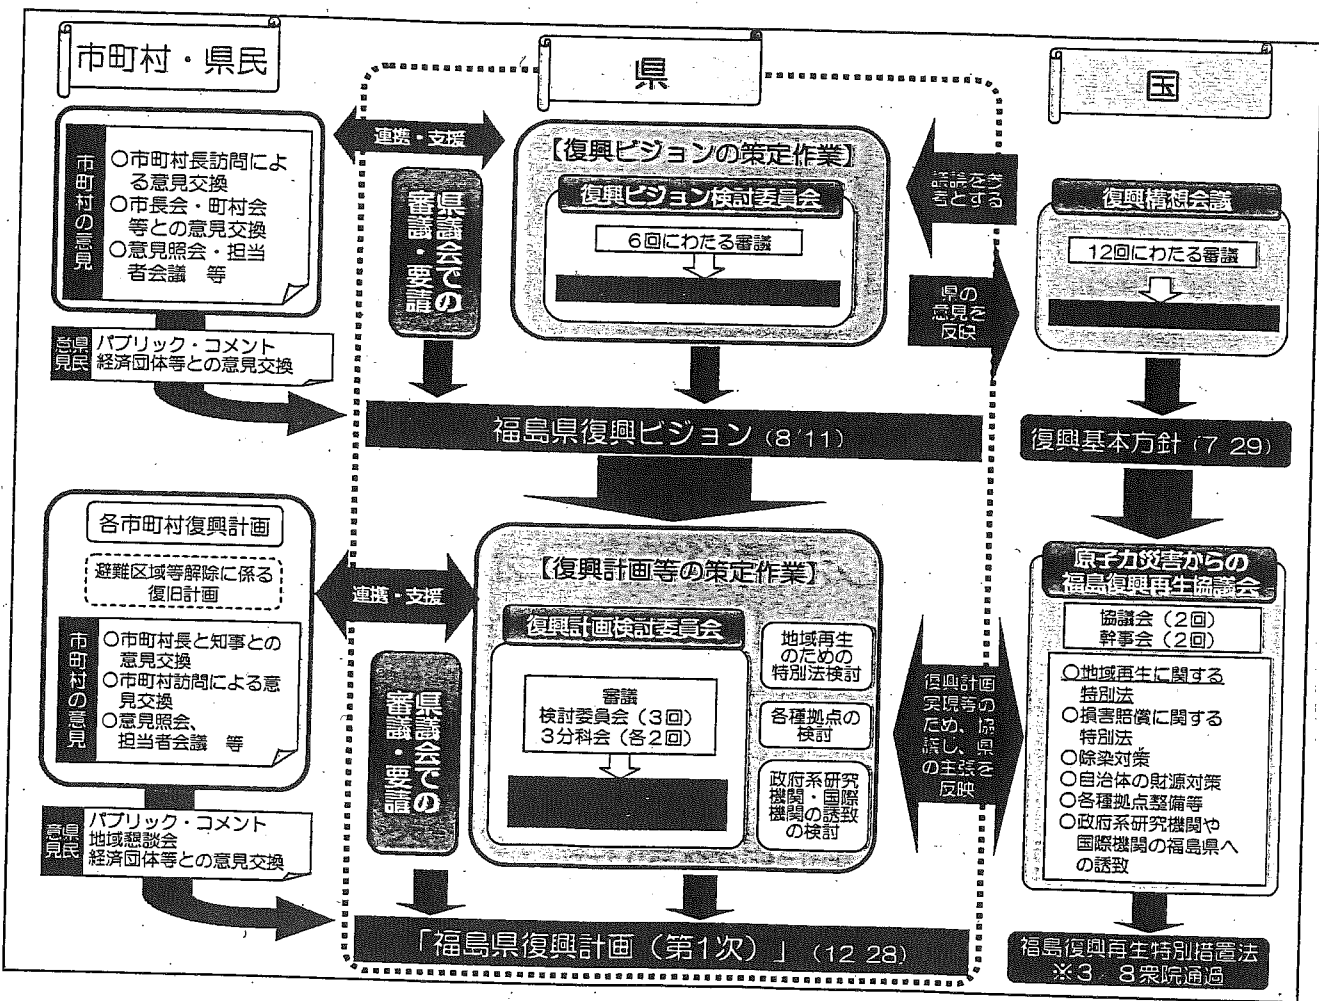 市町村・県民
県
国
市町村の意見
○市町村長訪問によ
る意見交換
○市長会・町村会
等との意見交換
○意見照会・担当
者会議 等
県民意見
パブリック・コメント
経済団体等との意見交換
連携・支援
県議会での
審議・要請
【復興ビジョンの策定作業】
復興ビジョン検討委員会
6回にわたる審議
議論を参
考とする
県の
意見を
反映
復興構想会議
12回にわたる審議
福島県復興ビジョン (8'11)
復興基本方針 (7 29)
各市町村復興計画
避難区域等解除に係る
復旧計画
市町村の意見
○市町村長と知事との
意見交換
○市町村訪問による意
見交換
○意見照会、
担当者会議 等
県民意見
パブリック・コメント
地域懇談会
経済団体等との意見交換
連携・支援
県議会での
審議・要請
【復興計画等の策定作業】
復興計画検討委員会
審議
検討委員会（3回）
3分科会（各2回）
地域再生
のための
特別法検討
各種拠点の
検討
政府系研究
機関・国際
機関の誘致
の検討
復興計画
実現等の
ため、協
議し、県
の主張を
反映
原子力災害からの
福島復興再生協議会
協議会（2回）
幹事会（2回）
○地域再生に関する
特別法
○損害賠償に関する
特別法
○除染対策
○自治体の財源対策
○各種拠点整備等
○政府系研究機関や
国際機関の福島県へ
の誘致
「福島県復興計画（第1次）」 (12 28)
福島復興再生特別措置法
※3 8衆院通過